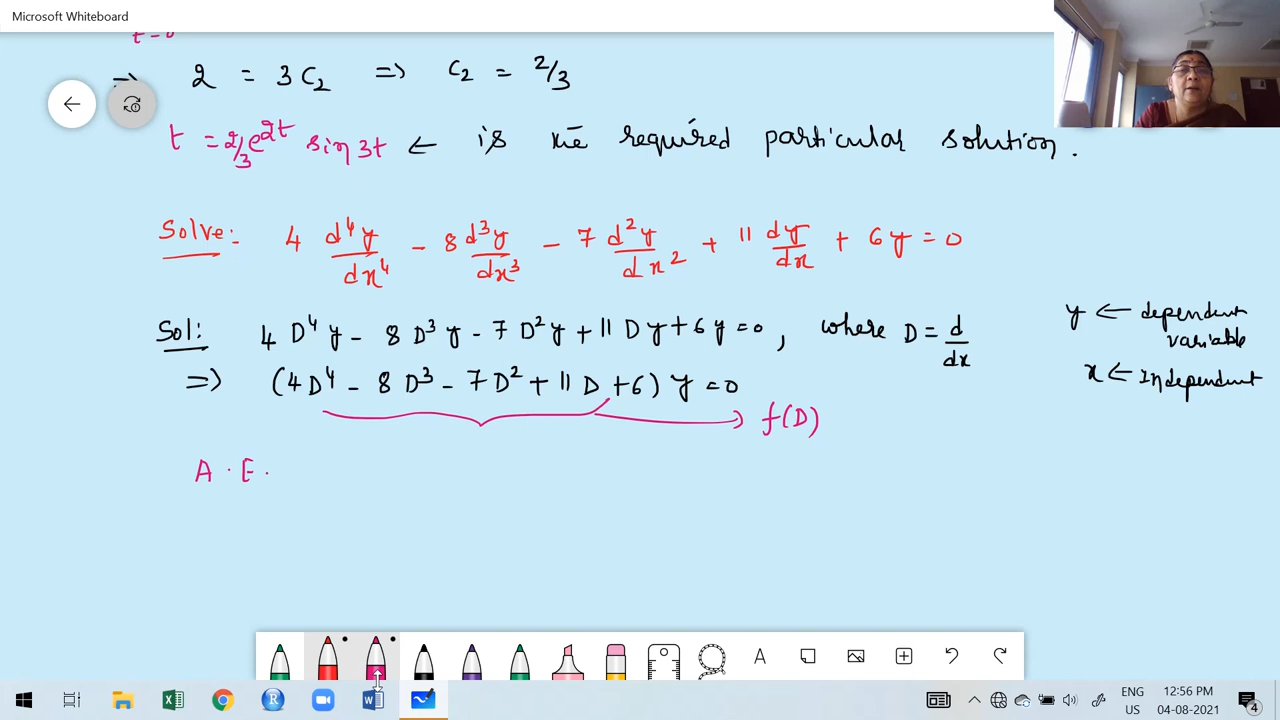 Microsoft Whiteboard
⇒ 2 = 3C₂ ⇒ C₂ = 2/3
t = 2/3 e^2t sin 3t ← is the required particular solution.
Solve: 4 d⁴y/dx⁴ - 8 d³y/dx³ - 7 d²y/dx² + 11 dy/dx + 6y = 0
Sol: 4 D⁴y - 8 D³y - 7 D²y + 11 Dy + 6y = 0, where D = d/dx
y ← dependent variable
⇒ (4D⁴ - 8D³ - 7D² + 11D + 6) y = 0
x ← Independent
f(D)
A.E.
ENG
US
12:56 PM
04-08-2021
4